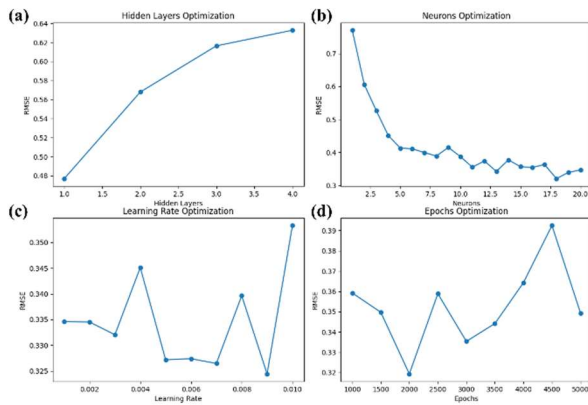 (a)
Hidden Layers Optimization
0.64
0.62
0.60
0.58
0.56
0.54
0.52
0.50
0.48
RMSE
1.0 1.5 2.0 2.5 3.0 3.5 4.0
Hidden Layers
(b)
Neurons Optimization
0.7
0.6
0.5
0.4
0.3
RMSE
2.5 5.0 7.5 10.0 12.5 15.0 17.5 20.0
Neurons
(c)
Learning Rate Optimization
0.350
0.345
0.340
0.335
0.330
0.325
RMSE
0.002 0.004 0.006 0.008 0.010
Learning Rate
(d)
Epochs Optimization
0.39
0.38
0.37
0.36
0.35
0.34
0.33
0.32
RMSE
1000 1500 2000 2500 3000 3500 4000 4500 5000
Epochs